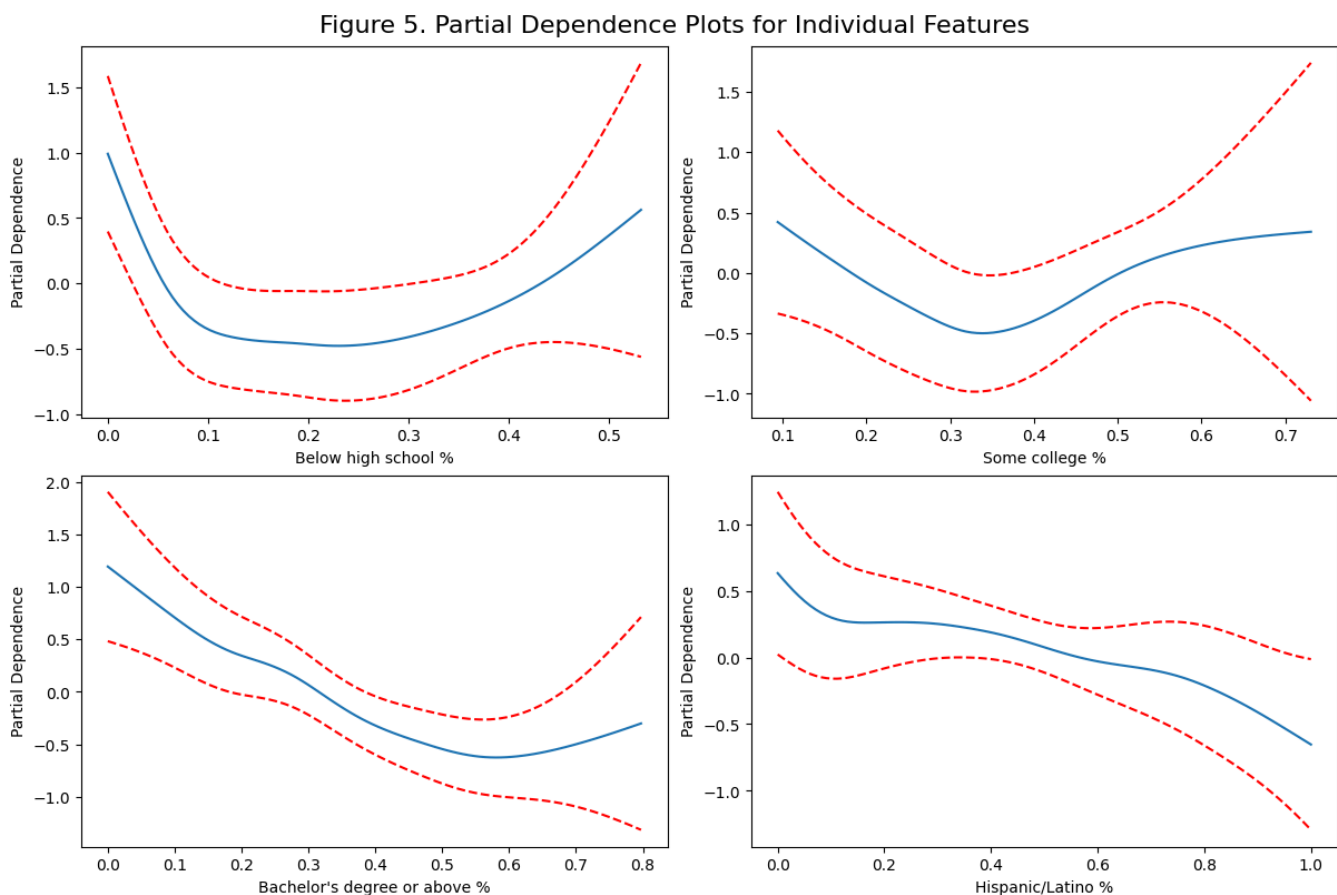 Figure 5. Partial Dependence Plots for Individual Features
Partial Dependence
1.5
1.0
0.5
0.0
−0.5
−1.0
0.0 0.1 0.2 0.3 0.4 0.5
Below high school %
Partial Dependence
1.5
1.0
0.5
0.0
−0.5
−1.0
0.1 0.2 0.3 0.4 0.5 0.6 0.7
Some college %
Partial Dependence
2.0
1.5
1.0
0.5
0.0
−0.5
−1.0
0.0 0.1 0.2 0.3 0.4 0.5 0.6 0.7 0.8
Bachelor's degree or above %
Partial Dependence
1.0
0.5
0.0
−0.5
−1.0
0.0 0.2 0.4 0.6 0.8 1.0
Hispanic/Latino %